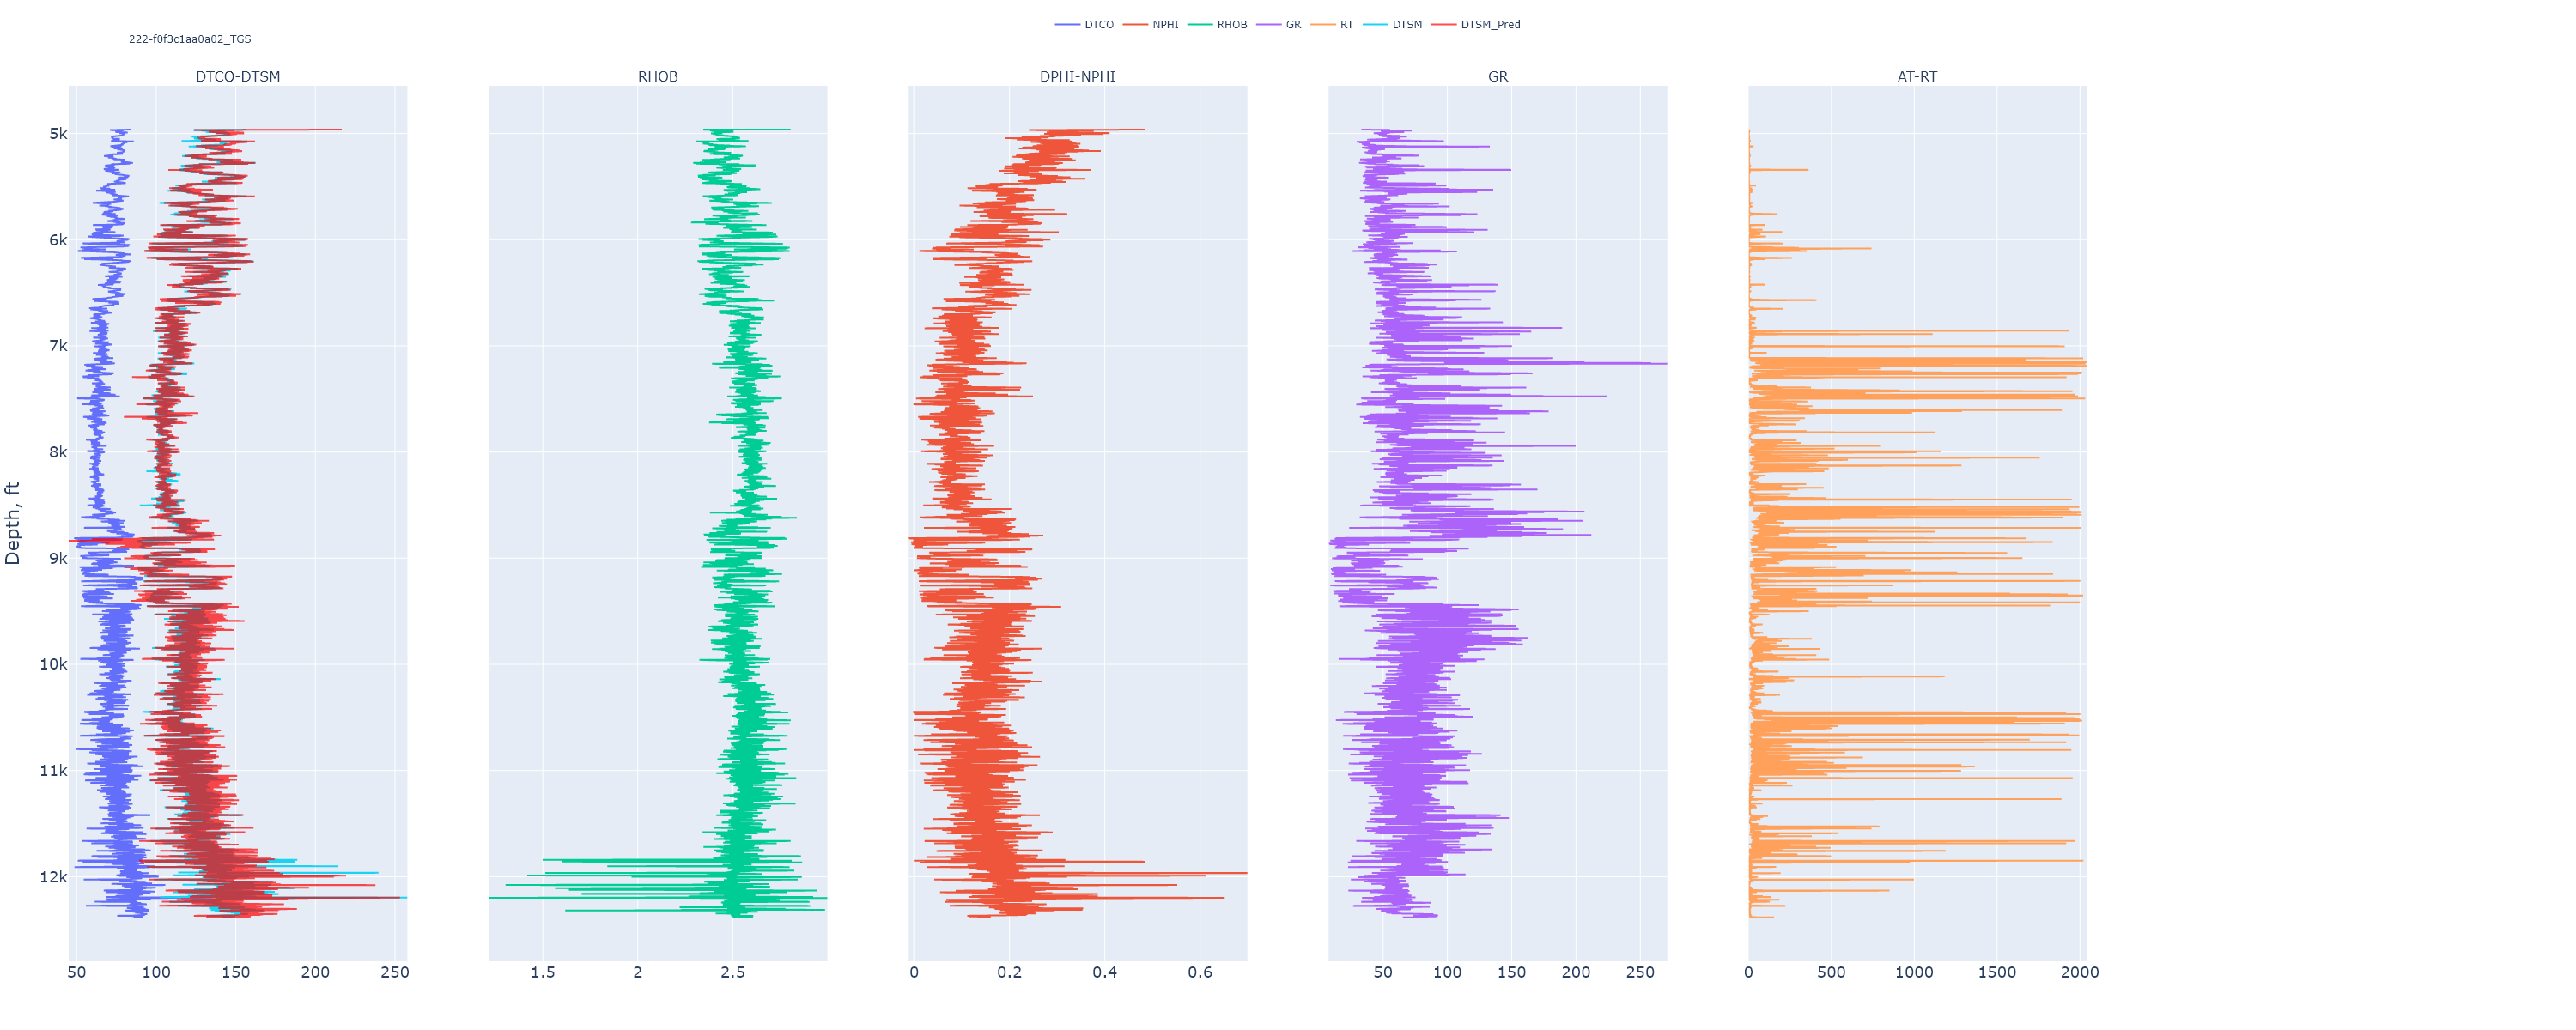 DTCO NPHI RHOB GR RT DTSM DTSM_Pred
222-f0f3c1aa0a02_TGS
DTCO-DTSM RHOB DPHI-NPHI GR AT-RT
Depth, ft
5k
6k
7k
8k
9k
10k
11k
12k
50 100 150 200 250 1.5 2 2.5 0 0.2 0.4 0.6 50 100 150 200 250 0 500 1000 1500 2000